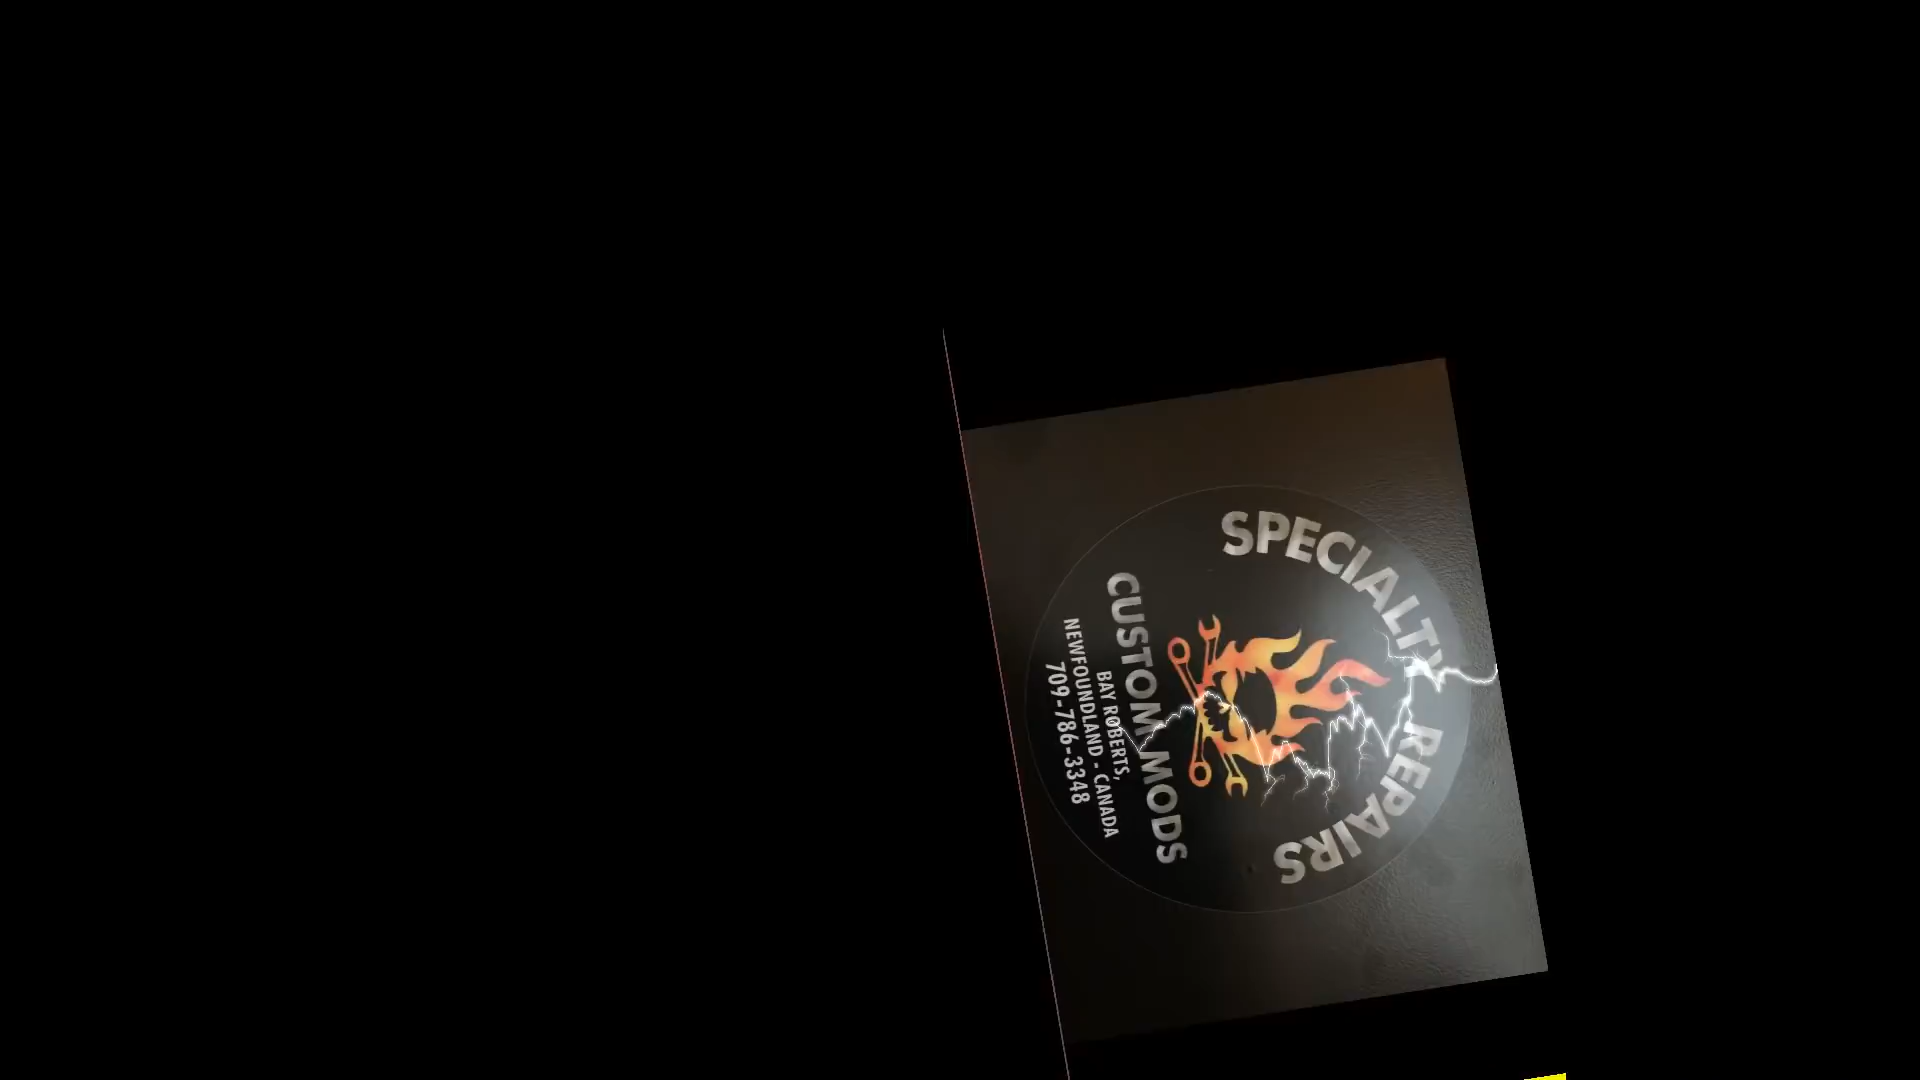 SPECIALTY REPAIRS
CUSTOM MODS
BAY ROBERTS,
NEWFOUNDLAND - CANADA
709-786-3348